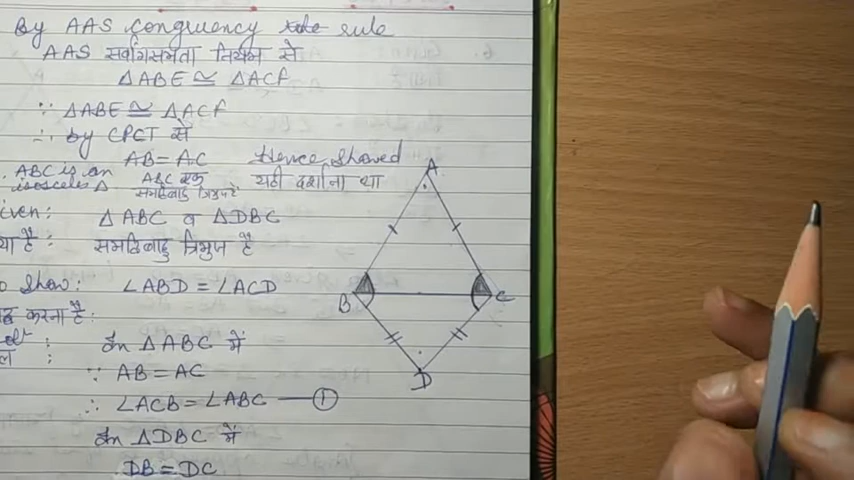 By AAS congruency rule
AAS सर्वांगसमता नियम से
△ABE ≅ △ACF
∵ △ABE ≅ △ACF
∴ by CPCT से
AB = AC Hence, Showed
ABC is an isosceles △ ABC एक समद्विबाहु त्रिभुज है यही दर्शाना था
iven: △ABC व △DBC
या है: समद्विबाहु त्रिभुज है
o Show: ∠ABD = ∠ACD
द्ध करना है:
In △ABC में
∵ AB = AC
∴ ∠ACB = ∠ABC — ①
In △DBC में
DB = DC
A
B
C
D